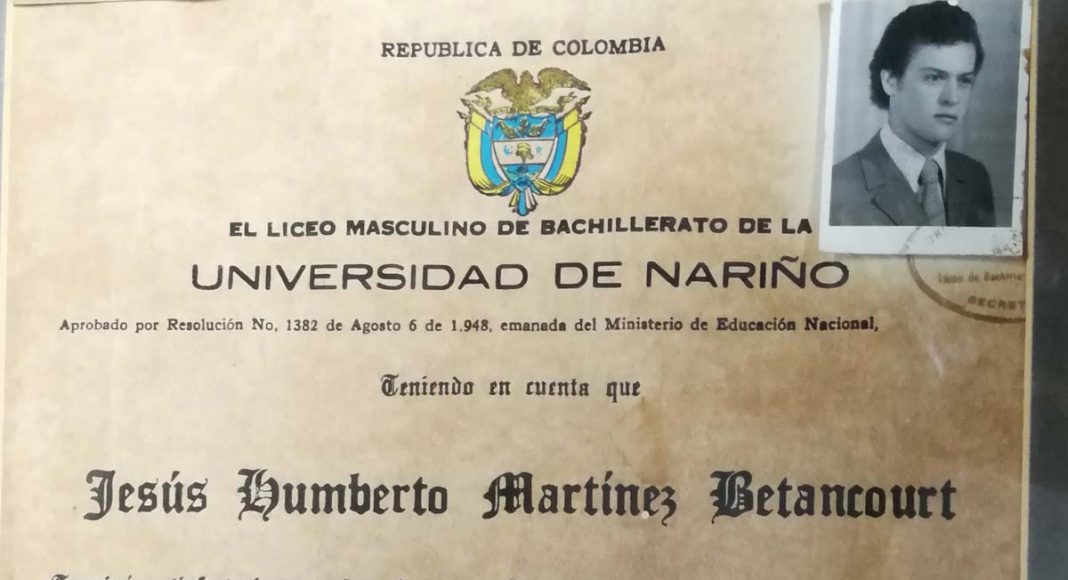 REPUBLICA DE COLOMBIA
EL LICEO MASCULINO DE BACHILLERATO DE LA
UNIVERSIDAD DE NARIÑO
Aprobado por Resolución No, 1382 de Agosto 6 de 1.948, emanada del Ministerio de Educación Nacional,
Teniendo en cuenta que
Jesús Humberto Martínez Betancourt